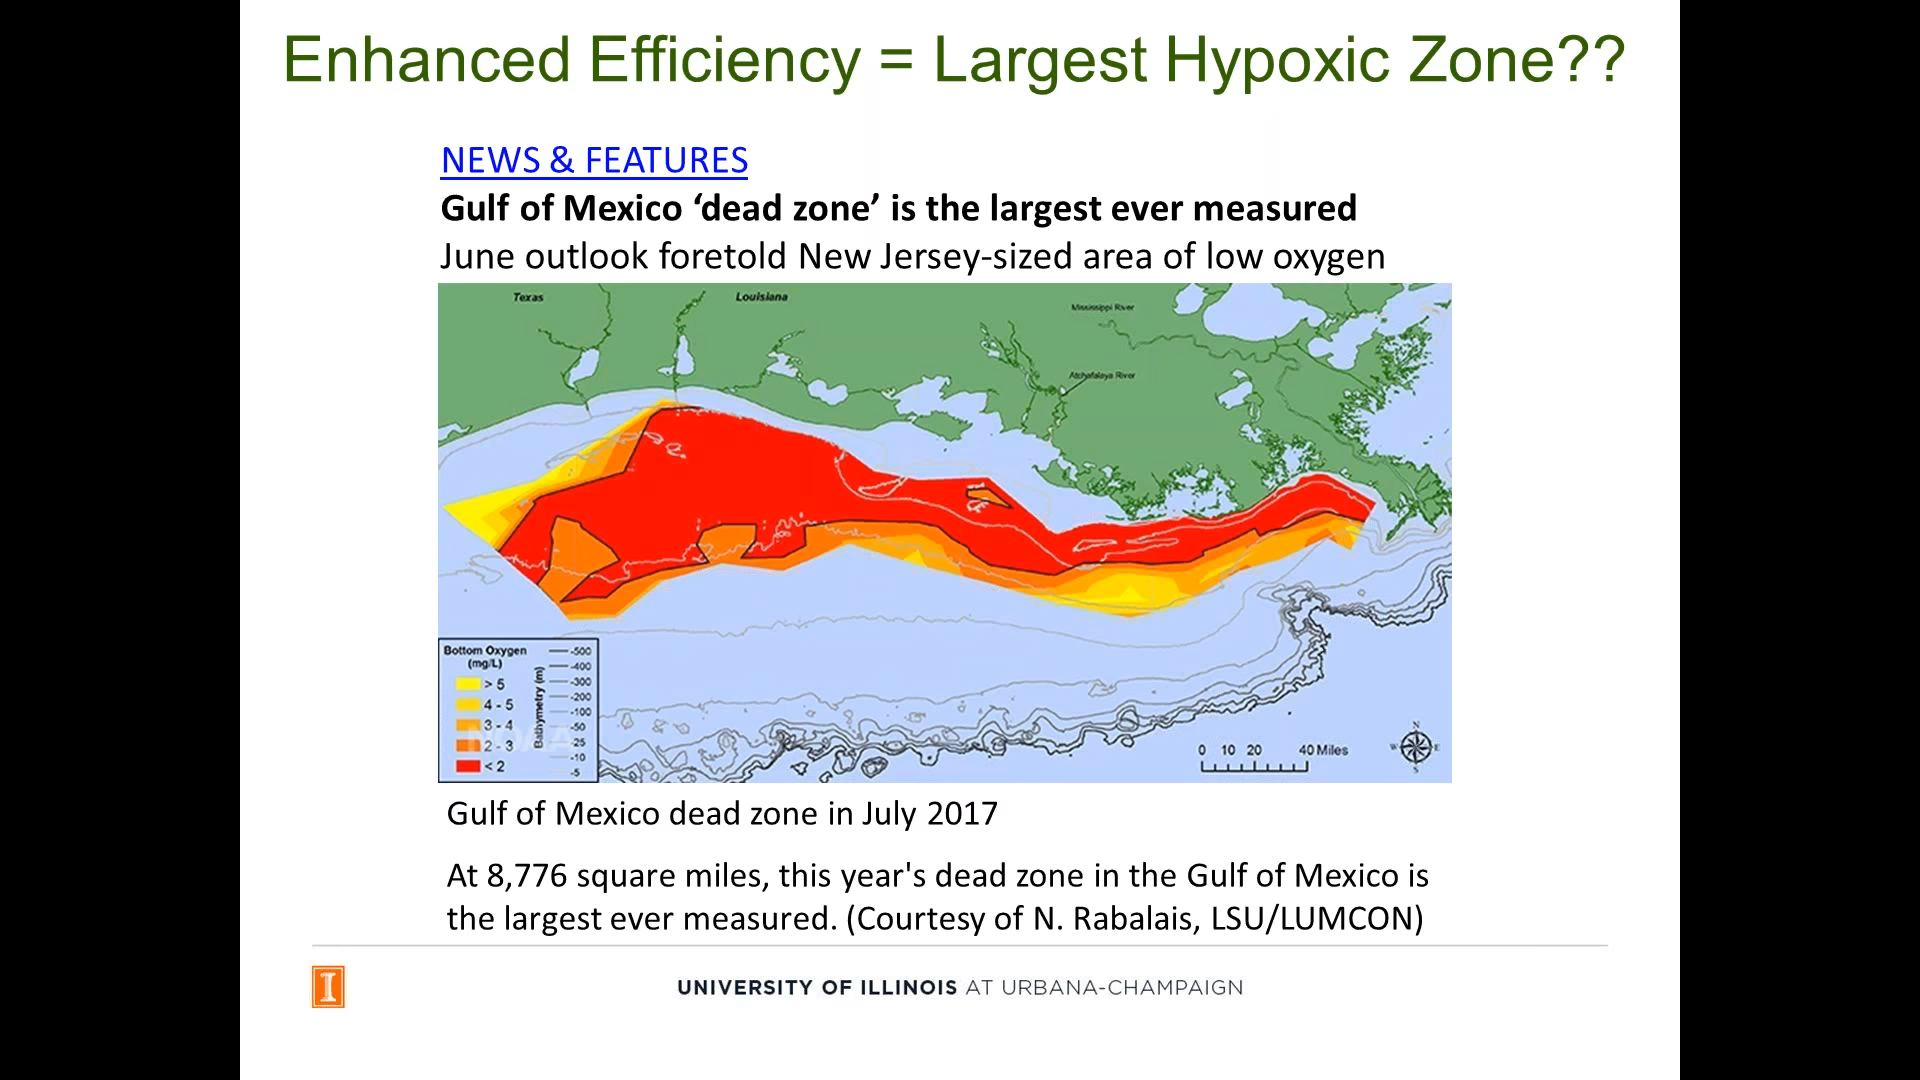 Enhanced Efficiency = Largest Hypoxic Zone??
NEWS & FEATURES
Gulf of Mexico ‘dead zone’ is the largest ever measured
June outlook foretold New Jersey-sized area of low oxygen
Texas
Louisiana
Mississippi River
Atchafalaya River
Bottom Oxygen
(mg/L)
> 5
4 - 5
3 - 4
2 - 3
< 2
Bathymetry (m)
-500
-400
-300
-200
-100
-50
-25
-10
-5
NOAA
0 10 20 40 Miles
N
W E
S
Gulf of Mexico dead zone in July 2017
At 8,776 square miles, this year's dead zone in the Gulf of Mexico is
the largest ever measured. (Courtesy of N. Rabalais, LSU/LUMCON)
I
UNIVERSITY OF ILLINOIS AT URBANA-CHAMPAIGN